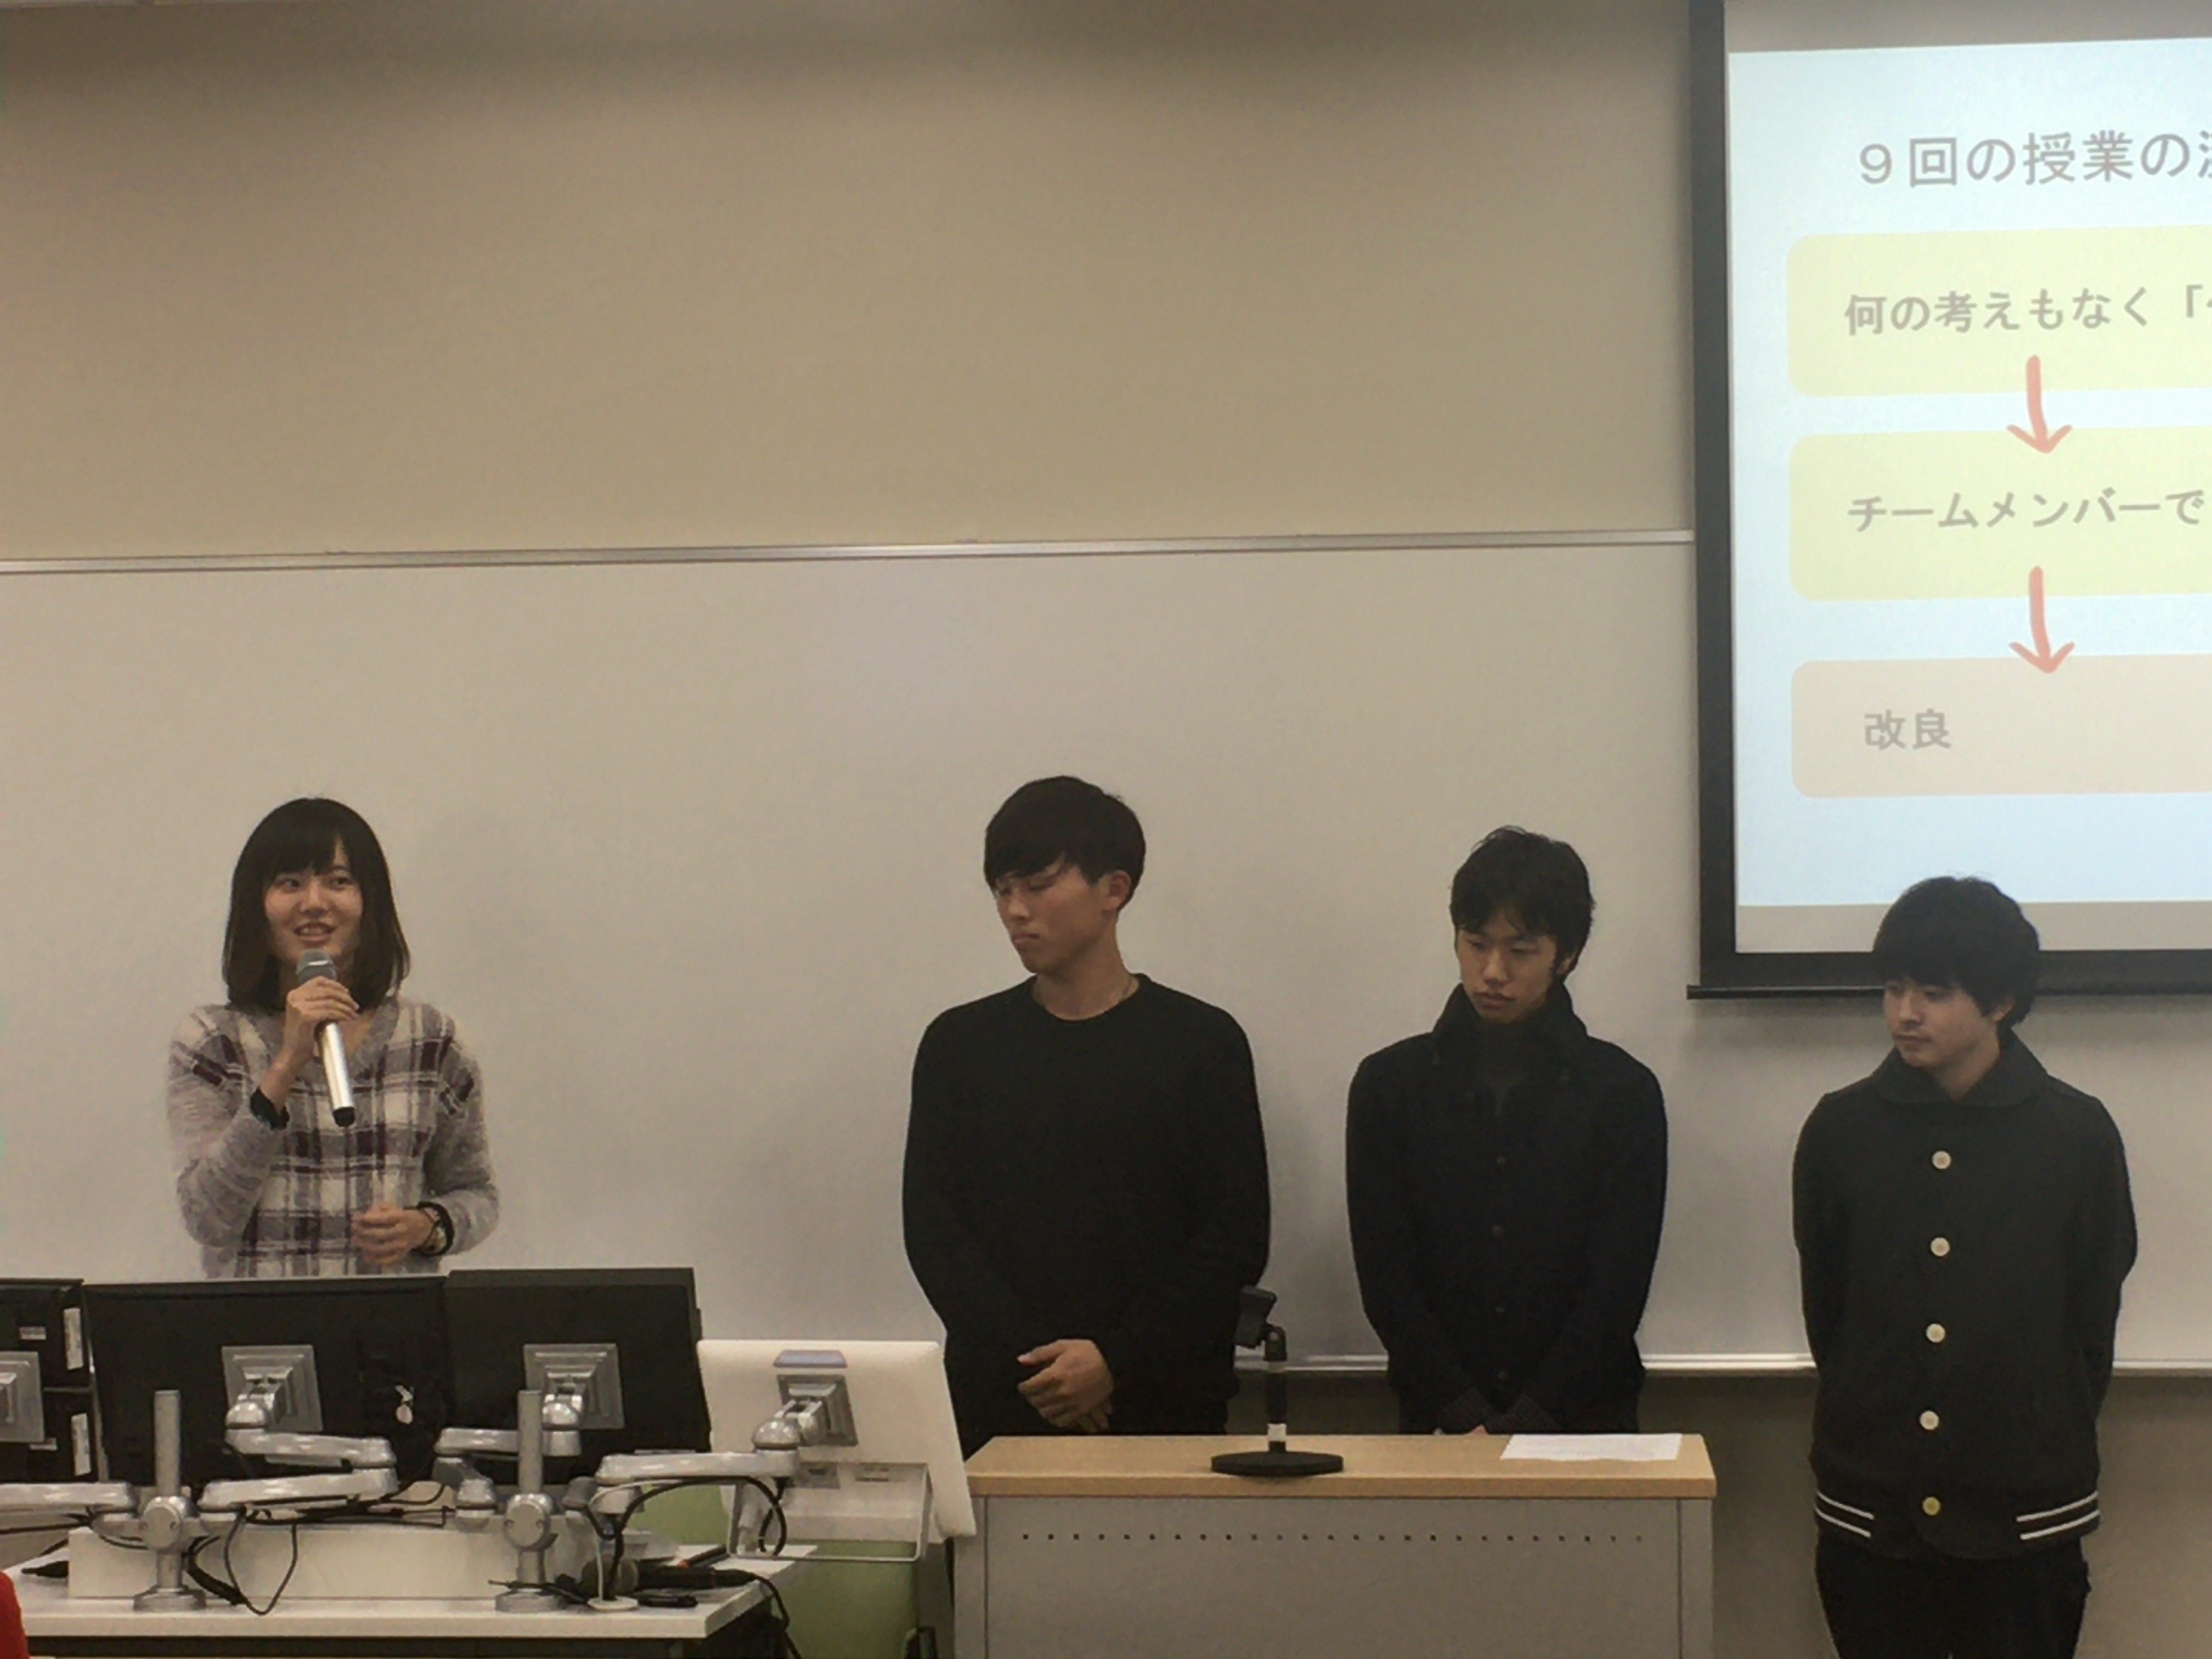 ９回の授業の
何の考えもなく「
チームメンバーで
改良